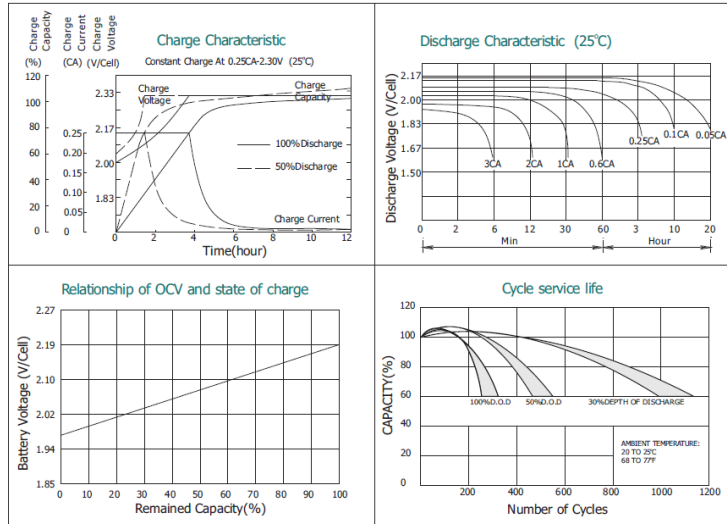 Charge Characteristic
Constant Charge At 0.25CA-2.30V (25℃)
Charge Capacity
Charge Current
Charge Voltage
(%) (CA) (V/Cell)
120
100
80
60
40
20
0
0.25
0.20
0.15
0.10
0.05
0
2.33
2.17
2.00
1.83
Charge Voltage
Charge Capacity
100%Discharge
50%Discharge
Charge Current
0 2 4 6 8 10 12
Time(hour)
Discharge Characteristic (25℃)
Discharge Voltage (V/Cell)
2.17
2.00
1.83
1.67
1.50
3CA 2CA 1CA 0.6CA 0.25CA 0.1CA 0.05CA
0 2 6 12 30 60 3 10 20
Min Hour
Relationship of OCV and state of charge
Battery Voltage (V/Cell)
2.27
2.19
2.10
2.02
1.94
1.85
0 10 20 30 40 50 60 70 80 90 100
Remained Capacity(%)
Cycle service life
CAPACITY(%)
120
100
80
60
40
20
0
100%D.O.D 50%D.O.D 30%DEPTH OF DISCHARGE
AMBIENT TEMPERATURE:
20 TO 25℃
68 TO 77℉
200 400 600 800 1000 1200
Number of Cycles